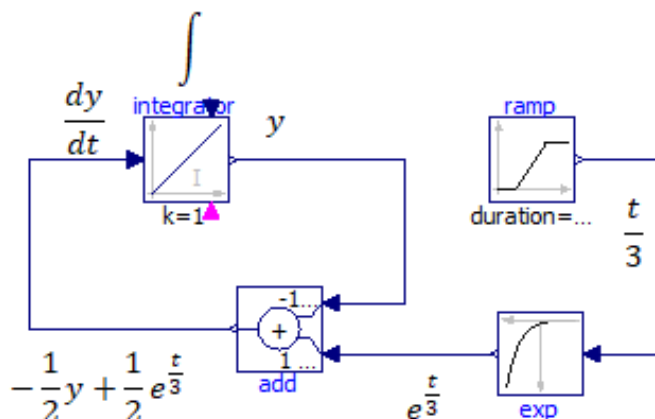 ∫
dy/dt
integrator
y
ramp
I
k=1
duration=...
t/3
-1...
+
1 ...
add
-1/2 y + 1/2 e^(t/3)
e^(t/3)
exp